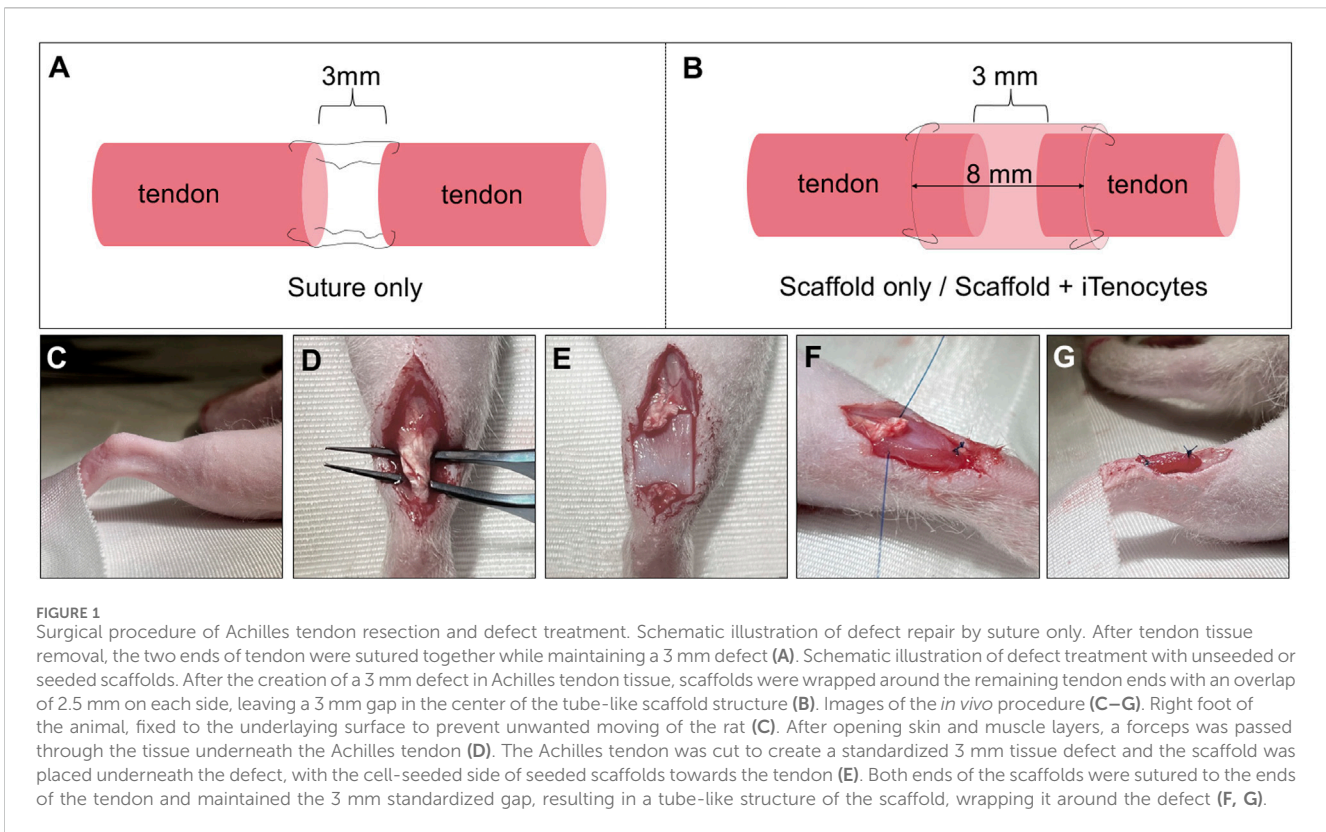 A
3mm
tendon
tendon
Suture only
B
3 mm
tendon
8 mm
tendon
Scaffold only / Scaffold + iTenocytes
C
D
E
F
G
FIGURE 1
Surgical procedure of Achilles tendon resection and defect treatment. Schematic illustration of defect repair by suture only. After tendon tissue
removal, the two ends of tendon were sutured together while maintaining a 3 mm defect (A). Schematic illustration of defect treatment with unseeded or
seeded scaffolds. After the creation of a 3 mm defect in Achilles tendon tissue, scaffolds were wrapped around the remaining tendon ends with an overlap
of 2.5 mm on each side, leaving a 3 mm gap in the center of the tube-like scaffold structure (B). Images of the in vivo procedure (C–G). Right foot of
the animal, fixed to the underlaying surface to prevent unwanted moving of the rat (C). After opening skin and muscle layers, a forceps was passed
through the tissue underneath the Achilles tendon (D). The Achilles tendon was cut to create a standardized 3 mm tissue defect and the scaffold was
placed underneath the defect, with the cell-seeded side of seeded scaffolds towards the tendon (E). Both ends of the scaffolds were sutured to the ends
of the tendon and maintained the 3 mm standardized gap, resulting in a tube-like structure of the scaffold, wrapping it around the defect (F, G).